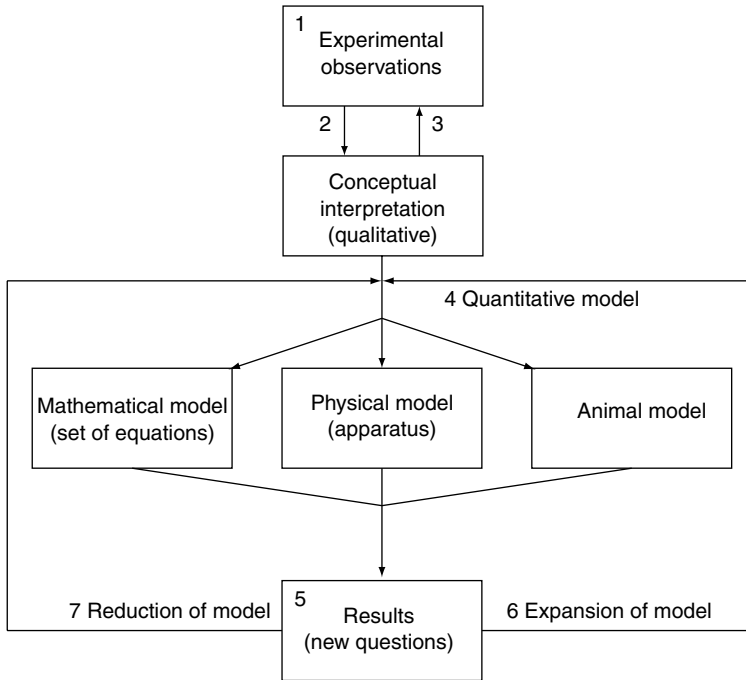 1
Experimental
observations
2
3
Conceptual
interpretation
(qualitative)
4 Quantitative model
Mathematical model
(set of equations)
Physical model
(apparatus)
Animal model
5
Results
(new questions)
7 Reduction of model
6 Expansion of model